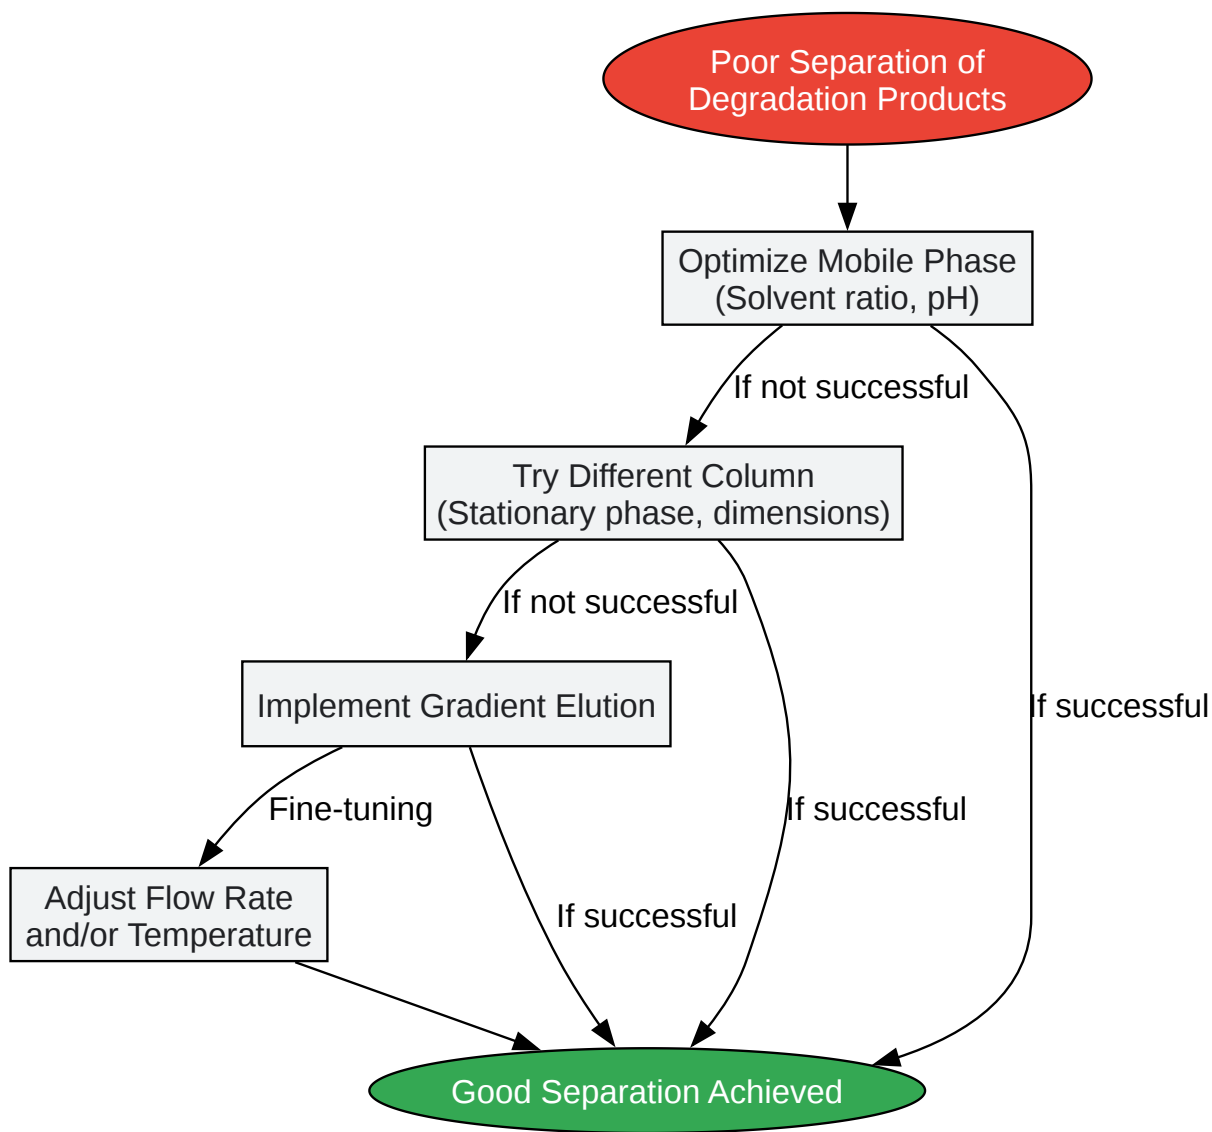 Poor Separation of
Degradation Products
Optimize Mobile Phase
(Solvent ratio, pH)
If not successful
Try Different Column
(Stationary phase, dimensions)
If not successful
Implement Gradient Elution
If successful
Fine-tuning
If successful
Adjust Flow Rate
and/or Temperature
If successful
Good Separation Achieved